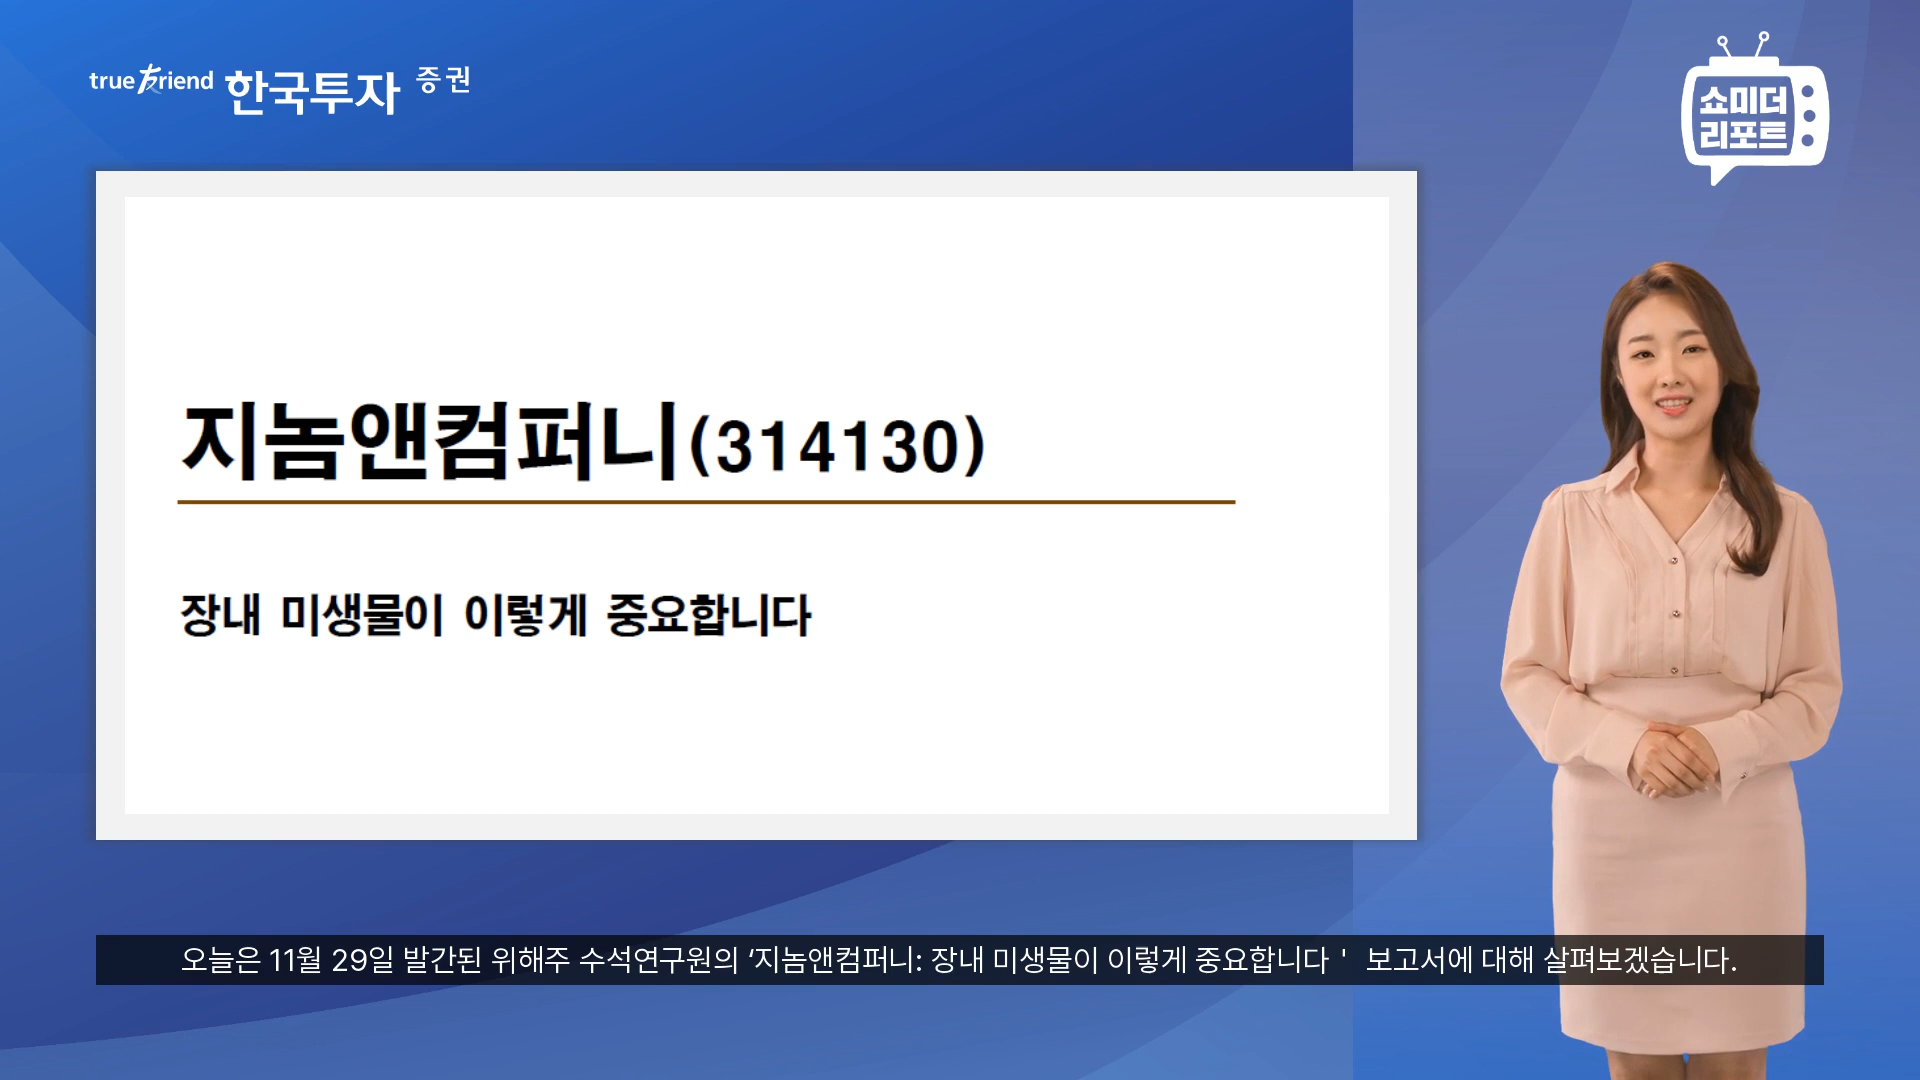 true friend 한국투자 증권
쇼미더
리포트
지놈앤컴퍼니(314130)
장내 미생물이 이렇게 중요합니다
오늘은 11월 29일 발간된 위해주 수석연구원의 ‘지놈앤컴퍼니: 장내 미생물이 이렇게 중요합니다 ' 보고서에 대해 살펴보겠습니다.